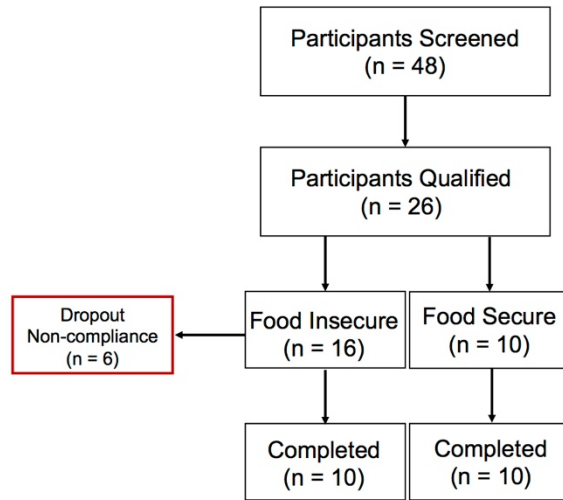 Participants Screened
(n = 48)
Participants Qualified
(n = 26)
Dropout
Non-compliance
(n = 6)
Food Insecure
(n = 16)
Food Secure
(n = 10)
Completed
(n = 10)
Completed
(n = 10)